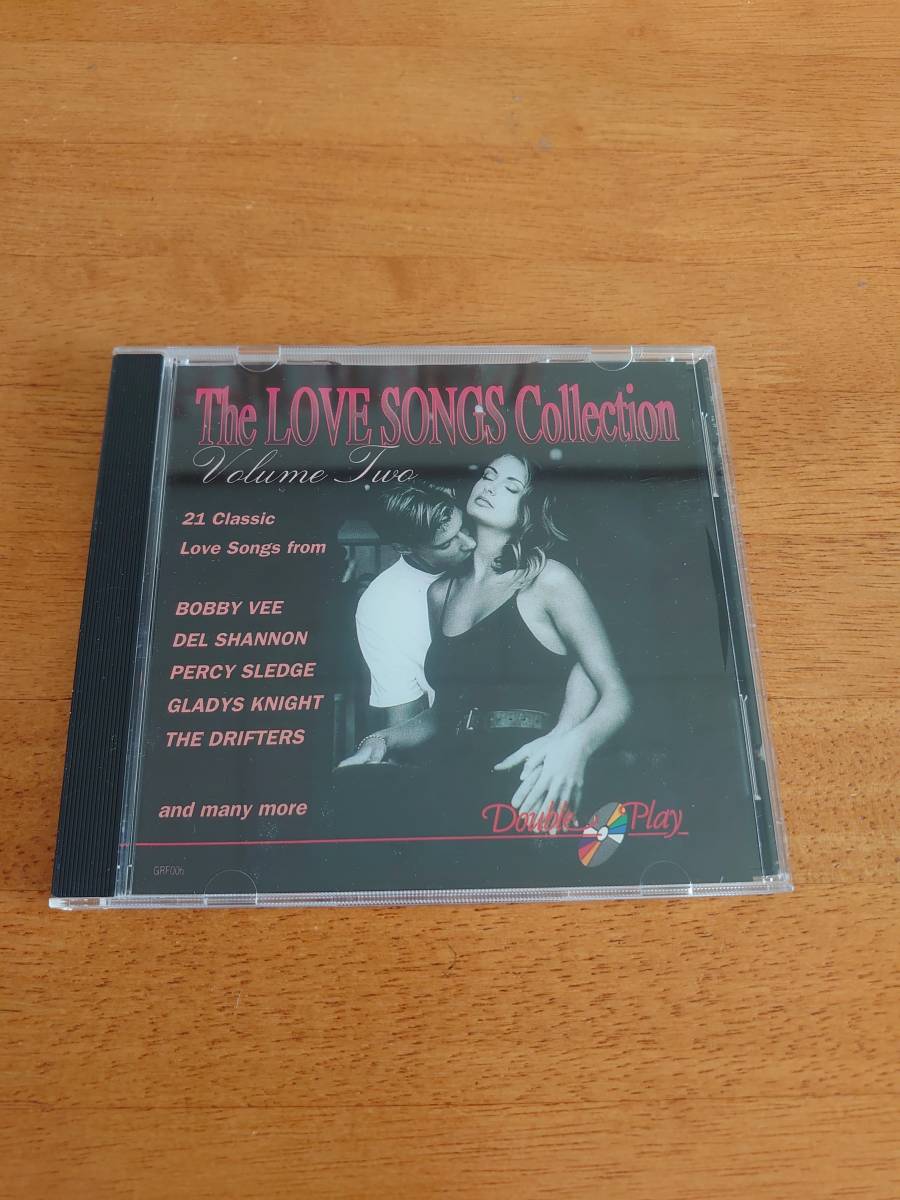 The LOVE SONGS Collection
Volume Two
21 Classic
Love Songs from
BOBBY VEE
DEL SHANNON
PERCY SLEDGE
GLADYS KNIGHT
THE DRIFTERS
and many more
Double Play
GRF006